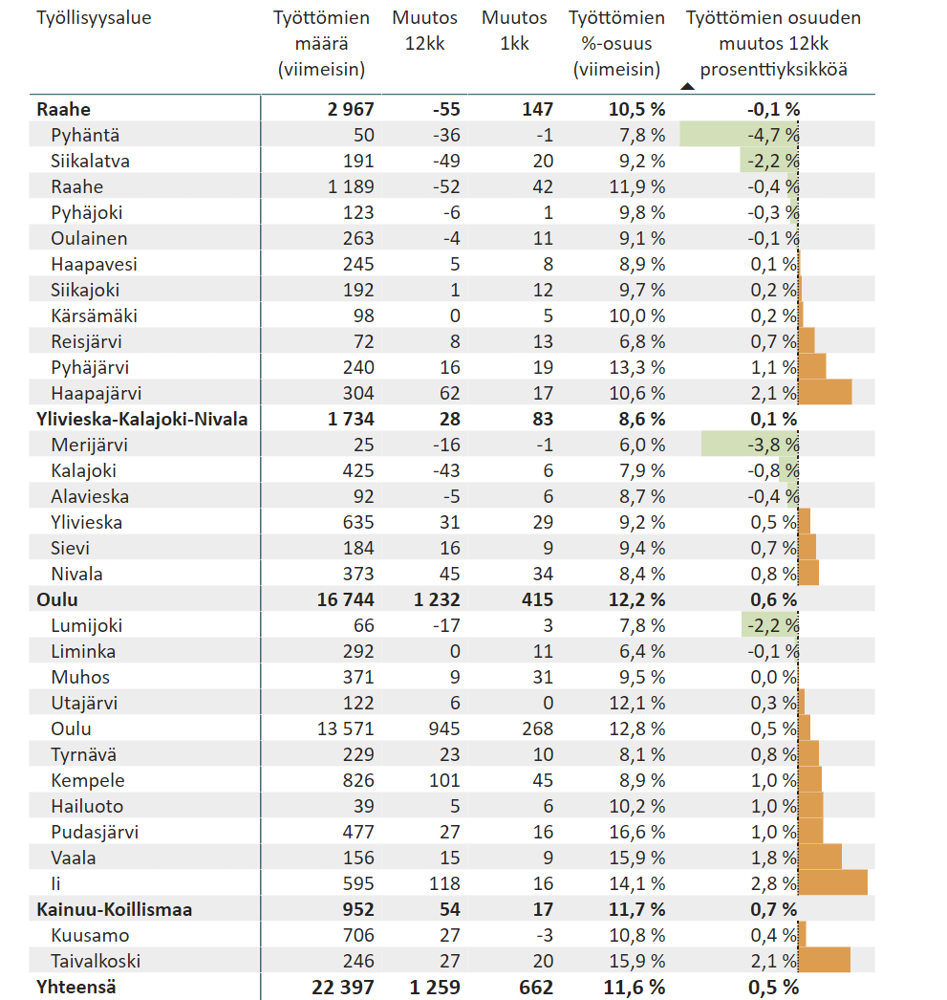 Työllisyysalue Työttömien määrä (viimeisin) Muutos 12kk Muutos 1kk Työttömien %-osuus (viimeisin) Työttömien osuuden muutos 12kk prosenttiyksikköä
Raahe 2 967 -55 147 10,5 % -0,1 %
Pyhäntä 50 -36 -1 7,8 % -4,7 %
Siikalatva 191 -49 20 9,2 % -2,2 %
Raahe 1 189 -52 42 11,9 % -0,4 %
Pyhäjoki 123 -6 1 9,8 % -0,3 %
Oulainen 263 -4 11 9,1 % -0,1 %
Haapavesi 245 5 8 8,9 % 0,1 %
Siikajoki 192 1 12 9,7 % 0,2 %
Kärsämäki 98 0 5 10,0 % 0,2 %
Reisjärvi 72 8 13 6,8 % 0,7 %
Pyhäjärvi 240 16 19 13,3 % 1,1 %
Haapajärvi 304 62 17 10,6 % 2,1 %
Ylivieska-Kalajoki-Nivala 1 734 28 83 8,6 % 0,1 %
Merijärvi 25 -16 -1 6,0 % -3,8 %
Kalajoki 425 -43 6 7,9 % -0,8 %
Alavieska 92 -5 6 8,7 % -0,4 %
Ylivieska 635 31 29 9,2 % 0,5 %
Sievi 184 16 9 9,4 % 0,7 %
Nivala 373 45 34 8,4 % 0,8 %
Oulu 16 744 1 232 415 12,2 % 0,6 %
Lumijoki 66 -17 3 7,8 % -2,2 %
Liminka 292 0 11 6,4 % -0,1 %
Muhos 371 9 31 9,5 % 0,0 %
Utajärvi 122 6 0 12,1 % 0,3 %
Oulu 13 571 945 268 12,8 % 0,5 %
Tyrnävä 229 23 10 8,1 % 0,8 %
Kempele 826 101 45 8,9 % 1,0 %
Hailuoto 39 5 6 10,2 % 1,0 %
Pudasjärvi 477 27 16 16,6 % 1,0 %
Vaala 156 15 9 15,9 % 1,8 %
Ii 595 118 16 14,1 % 2,8 %
Kainuu-Koillismaa 952 54 17 11,7 % 0,7 %
Kuusamo 706 27 -3 10,8 % 0,4 %
Taivalkoski 246 27 20 15,9 % 2,1 %
Yhteensä 22 397 1 259 662 11,6 % 0,5 %